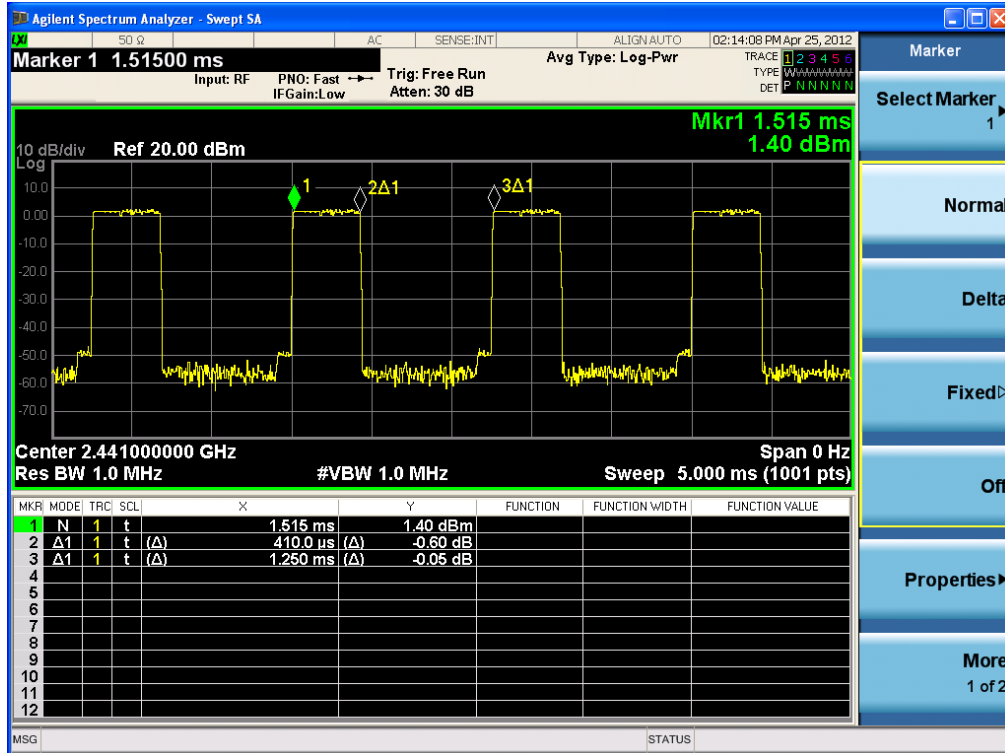 Agilent Spectrum Analyzer - Swept SA
LXI 50 Ω AC SENSE:INT ALIGN AUTO 02:14:08 PM Apr 25, 2012
Marker 1 1.51500 ms
Input: RF PNO: Fast Trig: Free Run Avg Type: Log-Pwr TRACE 1 2 3 4 5 6
IFGain:Low Atten: 30 dB TYPE
DET P N N N N N
Mkr1 1.515 ms
1.40 dBm
10 dB/div Ref 20.00 dBm
Log
10.0
0.00
-10.0
-20.0
-30.0
-40.0
-50.0
-60.0
-70.0
1 2Δ1 3Δ1
Center 2.441000000 GHz Span 0 Hz
Res BW 1.0 MHz #VBW 1.0 MHz Sweep 5.000 ms (1001 pts)
MKR MODE TRC SCL X Y FUNCTION FUNCTION WIDTH FUNCTION VALUE
1 N 1 t 1.515 ms 1.40 dBm
2 Δ1 1 t (Δ) 410.0 µs (Δ) -0.60 dB
3 Δ1 1 t (Δ) 1.250 ms (Δ) -0.05 dB
4
5
6
7
8
9
10
11
12
MSG STATUS
Marker
Select Marker
1
Normal
Delta
Fixed
Off
Properties
More
1 of 2